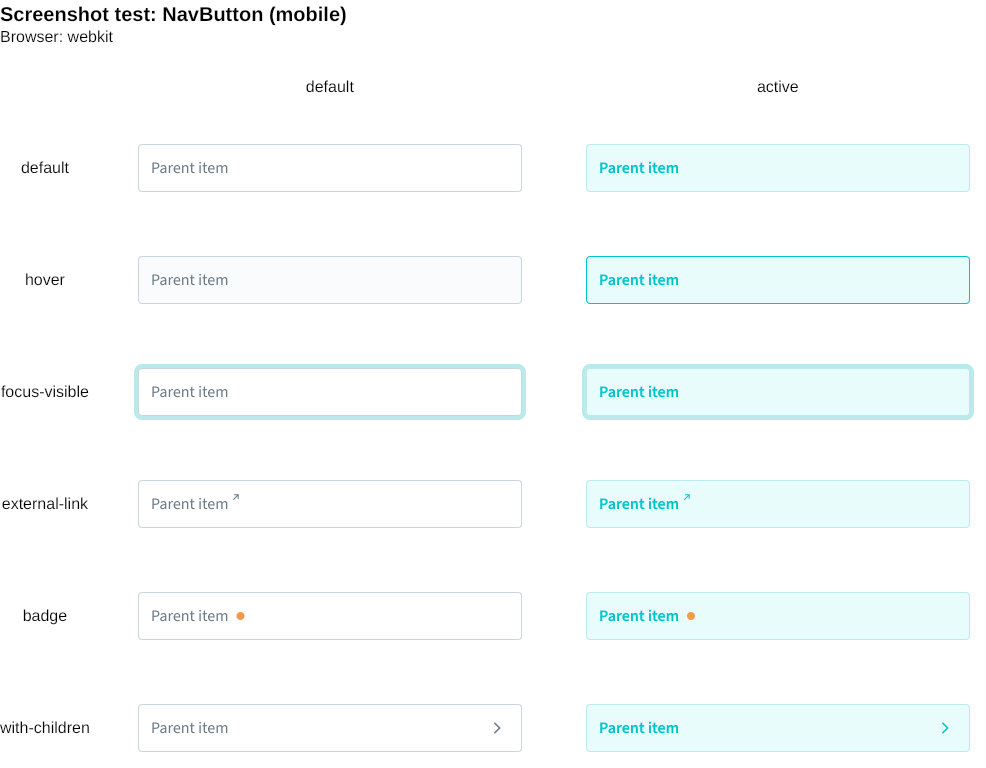 Screenshot test: NavButton (mobile)
Browser: webkit
default active
default Parent item Parent item
hover Parent item Parent item
focus-visible Parent item Parent item
external-link Parent item Parent item
badge Parent item Parent item
with-children Parent item Parent item